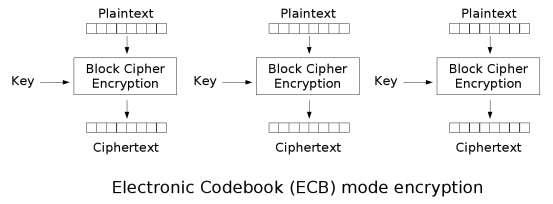 Plaintext Plaintext Plaintext
Key Block Cipher Encryption Key Block Cipher Encryption Key Block Cipher Encryption
Ciphertext Ciphertext Ciphertext
Electronic Codebook (ECB) mode encryption